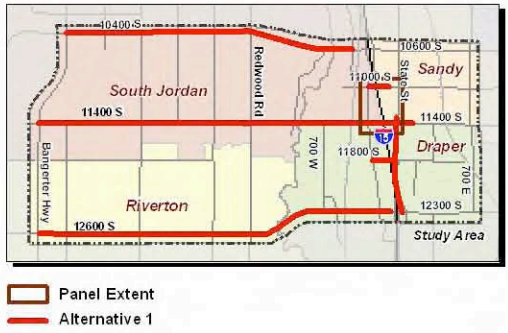 10400 S
10600 S
Redwood Rd
State St
Sandy
11000 S
South Jordan
11400 S
11400 S
15
700 W
11800 S
Draper
Bangerter Hwy
700 E
Riverton
12300 S
12600 S
Study Area
Panel Extent
Alternative 1